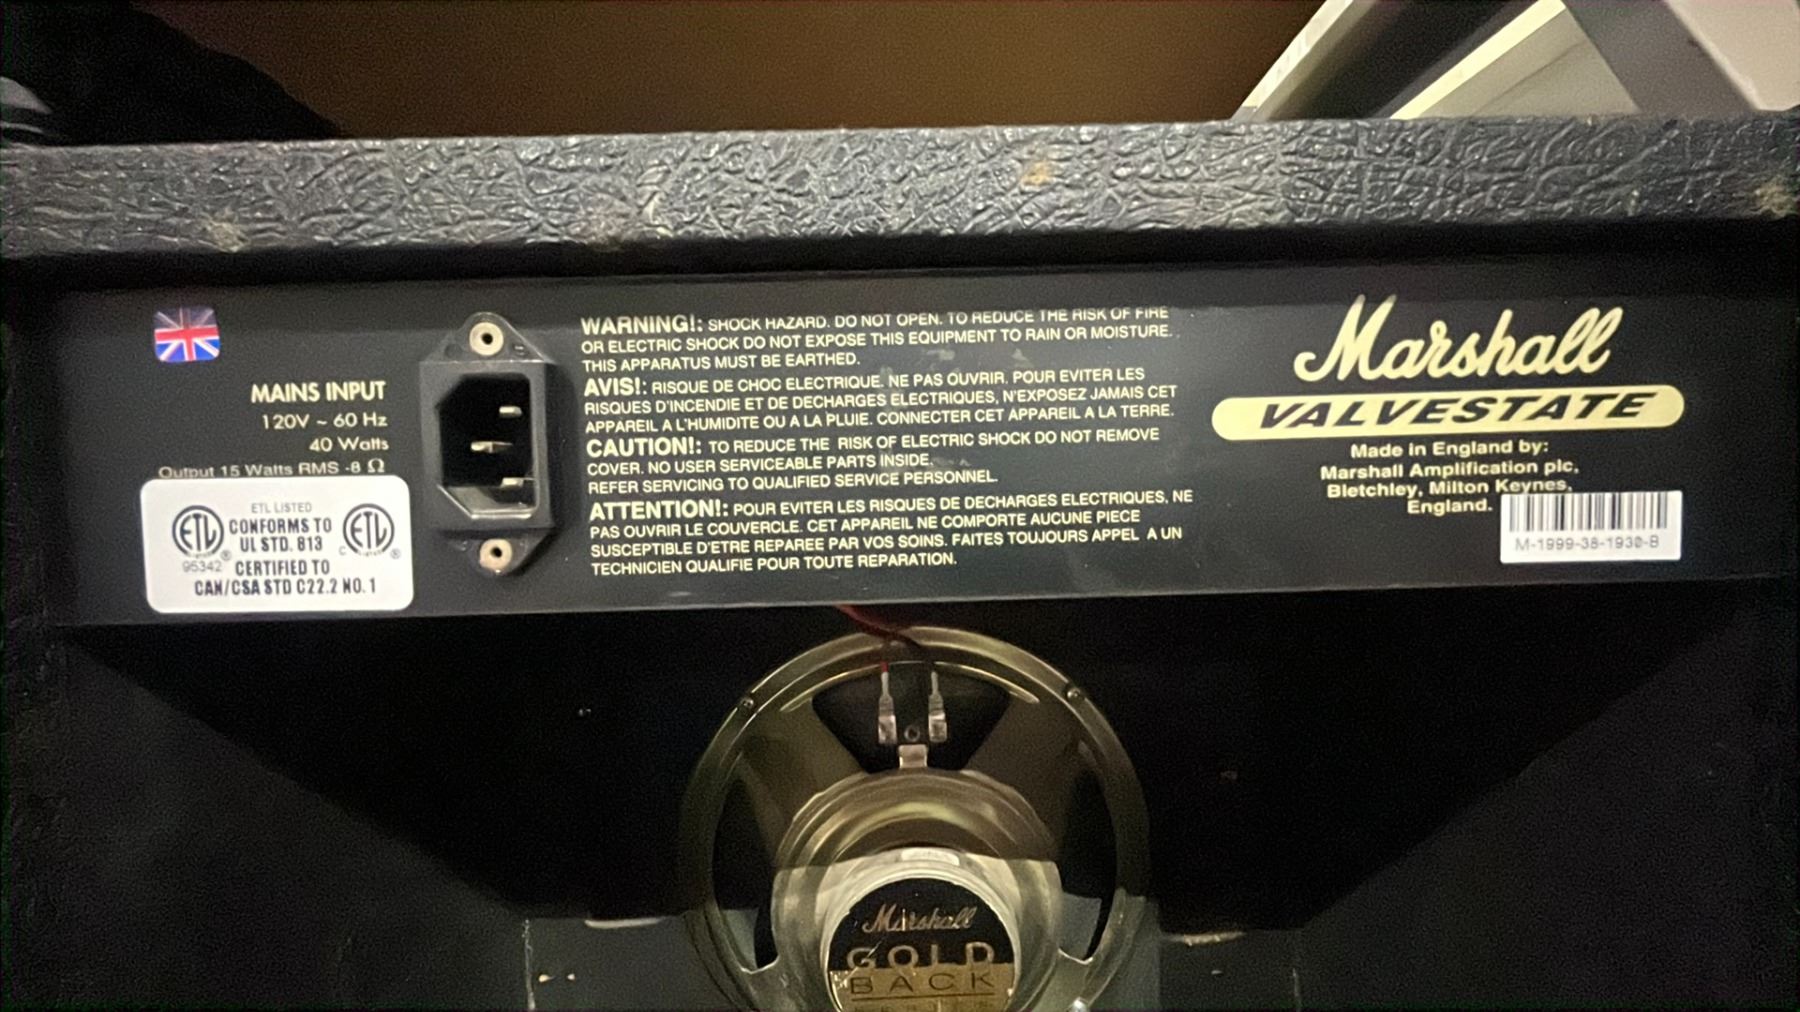 MAINS INPUT
120V ~ 60 Hz
40 Watts
Output 15 Watts RMS -8 Ω
ETL LISTED
CONFORMS TO
UL STD. 813
ETL
ETL
C
®
®
95342
CERTIFIED TO
CAN/CSA STD C22.2 NO. 1
WARNING!: SHOCK HAZARD. DO NOT OPEN. TO REDUCE THE RISK OF FIRE
OR ELECTRIC SHOCK DO NOT EXPOSE THIS EQUIPMENT TO RAIN OR MOISTURE.
THIS APPARATUS MUST BE EARTHED.
AVIS!: RISQUE DE CHOC ELECTRIQUE. NE PAS OUVRIR. POUR EVITER LES
RISQUES D'INCENDIE ET DE DECHARGES ELECTRIQUES, N'EXPOSEZ JAMAIS CET
APPAREIL A L'HUMIDITE OU A LA PLUIE. CONNECTER CET APPAREIL A LA TERRE.
CAUTION!: TO REDUCE THE RISK OF ELECTRIC SHOCK DO NOT REMOVE
COVER. NO USER SERVICEABLE PARTS INSIDE.
REFER SERVICING TO QUALIFIED SERVICE PERSONNEL.
ATTENTION!: POUR EVITER LES RISQUES DE DECHARGES ELECTRIQUES, NE
PAS OUVRIR LE COUVERCLE. CET APPAREIL NE COMPORTE AUCUNE PIECE
SUSCEPTIBLE D'ETRE REPAREE PAR VOS SOINS. FAITES TOUJOURS APPEL A UN
TECHNICIEN QUALIFIE POUR TOUTE REPARATION.
Marshall
VALVESTATE
Made in England by:
Marshall Amplification plc,
Bletchley, Milton Keynes,
England.
M-1999-38-1930-B
Marshall
GOLD
BACK